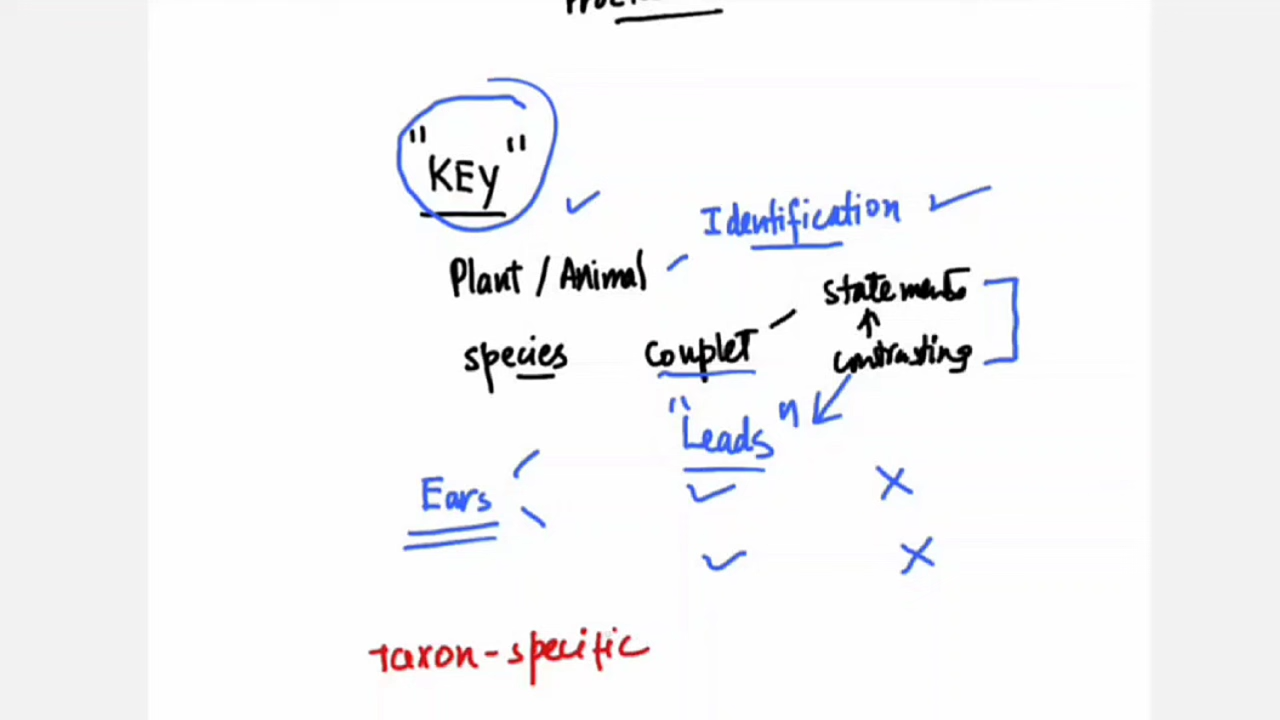 "KEY"
Identification
Plant / Animal
statements
species couplet contrasting
"Leads"
Ears
taxon-specific